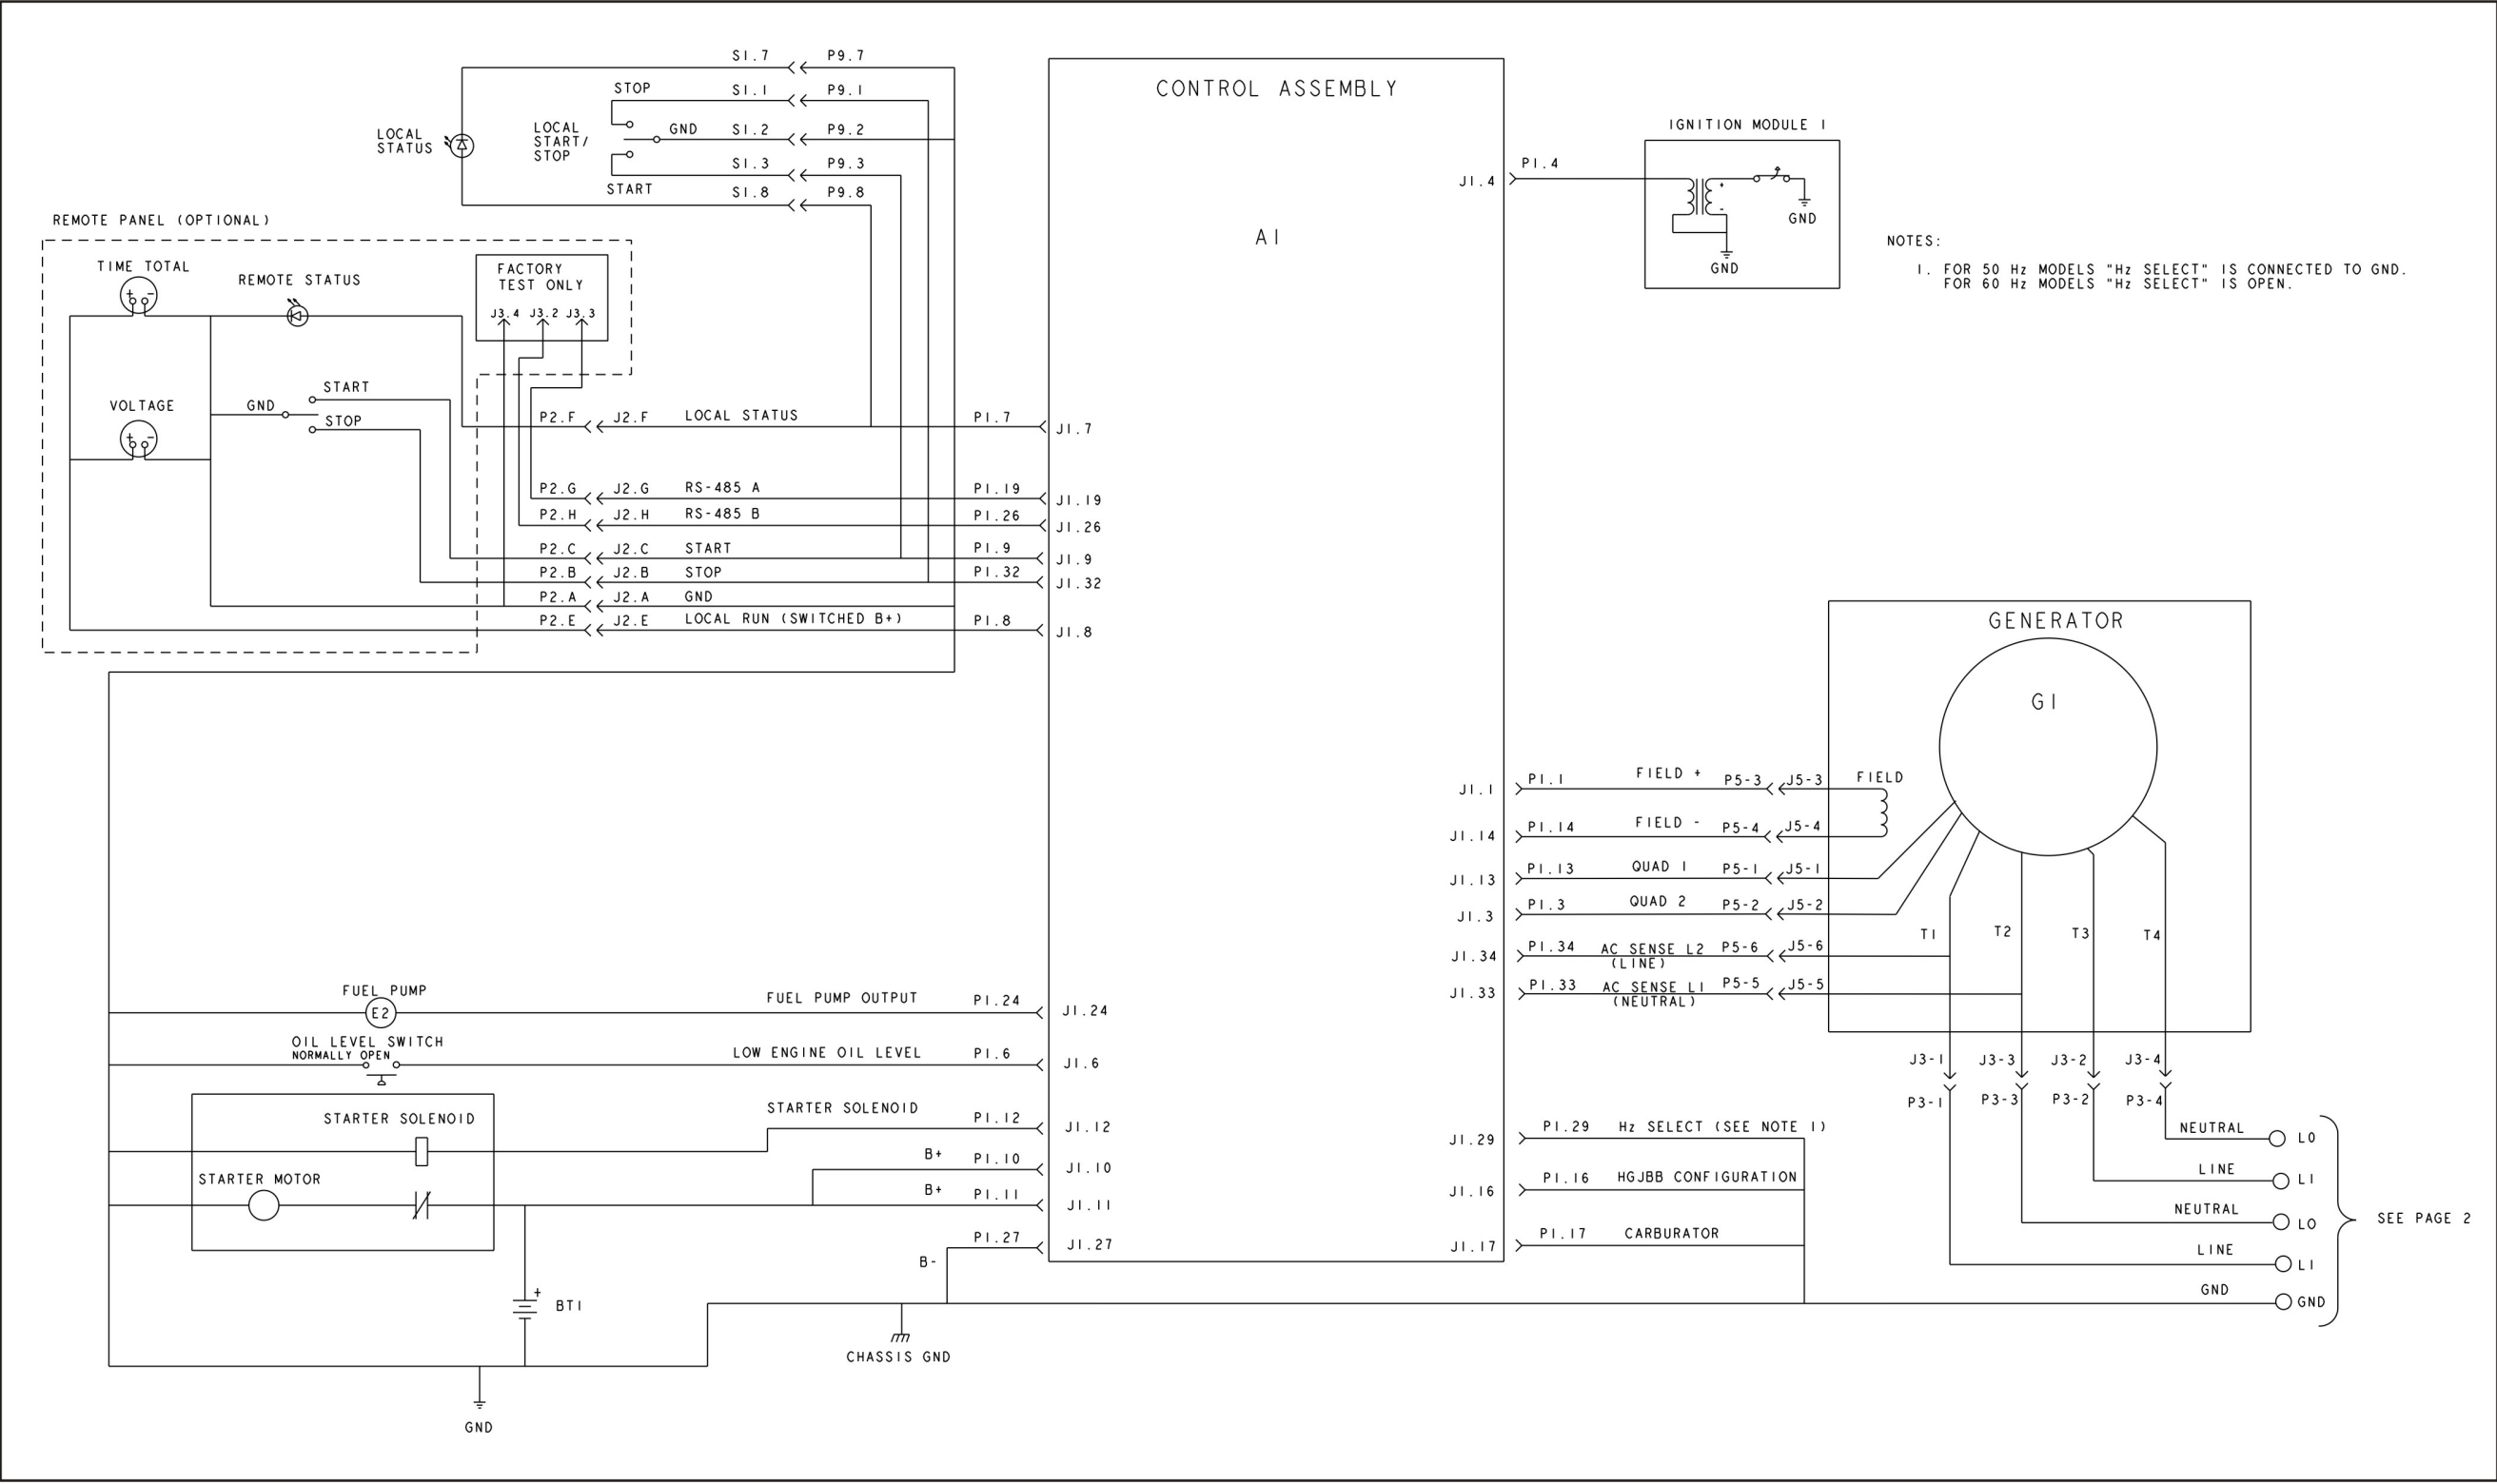 S1.7 P9.7
STOP S1.1 P9.1
LOCAL
STATUS
LOCAL
START/
STOP
GND S1.2 P9.2
S1.3 P9.3
START
S1.8 P9.8
REMOTE PANEL (OPTIONAL)
TIME TOTAL
+ -
REMOTE STATUS
FACTORY
TEST ONLY
J3.4 J3.2 J3.3
VOLTAGE
+ -
GND
START
STOP
P2.F J2.F LOCAL STATUS P1.7 J1.7
P2.G J2.G RS-485 A P1.19 J1.19
P2.H J2.H RS-485 B P1.26 J1.26
P2.C J2.C START P1.9 J1.9
P2.B J2.B STOP P1.32 J1.32
P2.A J2.A GND
P2.E J2.E LOCAL RUN (SWITCHED B+) P1.8 J1.8
CONTROL ASSEMBLY
A1
J1.4 P1.4
IGNITION MODULE 1
+
-
GND
GND
NOTES:
1. FOR 50 Hz MODELS "Hz SELECT" IS CONNECTED TO GND.
FOR 60 Hz MODELS "Hz SELECT" IS OPEN.
GENERATOR
G1
J1.1 P1.1 FIELD + P5-3 J5-3 FIELD
J1.14 P1.14 FIELD - P5-4 J5-4
J1.13 P1.13 QUAD 1 P5-1 J5-1
J1.3 P1.3 QUAD 2 P5-2 J5-2
J1.34 P1.34 AC SENSE L2 P5-6 J5-6
(LINE)
J1.33 P1.33 AC SENSE L1 P5-5 J5-5
(NEUTRAL)
T1 T2 T3 T4
J3-1 J3-3 J3-2 J3-4
P3-1 P3-3 P3-2 P3-4
FUEL PUMP
E2
FUEL PUMP OUTPUT P1.24 J1.24
OIL LEVEL SWITCH
NORMALLY OPEN
LOW ENGINE OIL LEVEL P1.6 J1.6
STARTER SOLENOID
STARTER SOLENOID P1.12 J1.12
STARTER MOTOR
B+ P1.10 J1.10
B+ P1.11 J1.11
P1.27 J1.27
B-
+
BT1
CHASSIS GND
GND
J1.29 P1.29 Hz SELECT (SEE NOTE 1)
J1.16 P1.16 HGJBB CONFIGURATION
J1.17 P1.17 CARBURATOR
NEUTRAL L0
LINE L1
NEUTRAL LO
LINE L1
GND GND
SEE PAGE 2